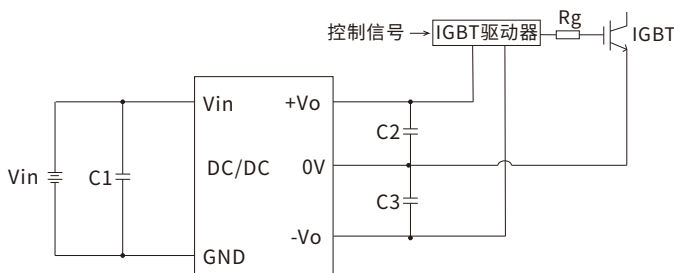 Rg
控制信号
IGBT驱动器
IGBT
Vin
+Vo
C2
Vin
C1
DC/DC
0V
C3
-Vo
GND